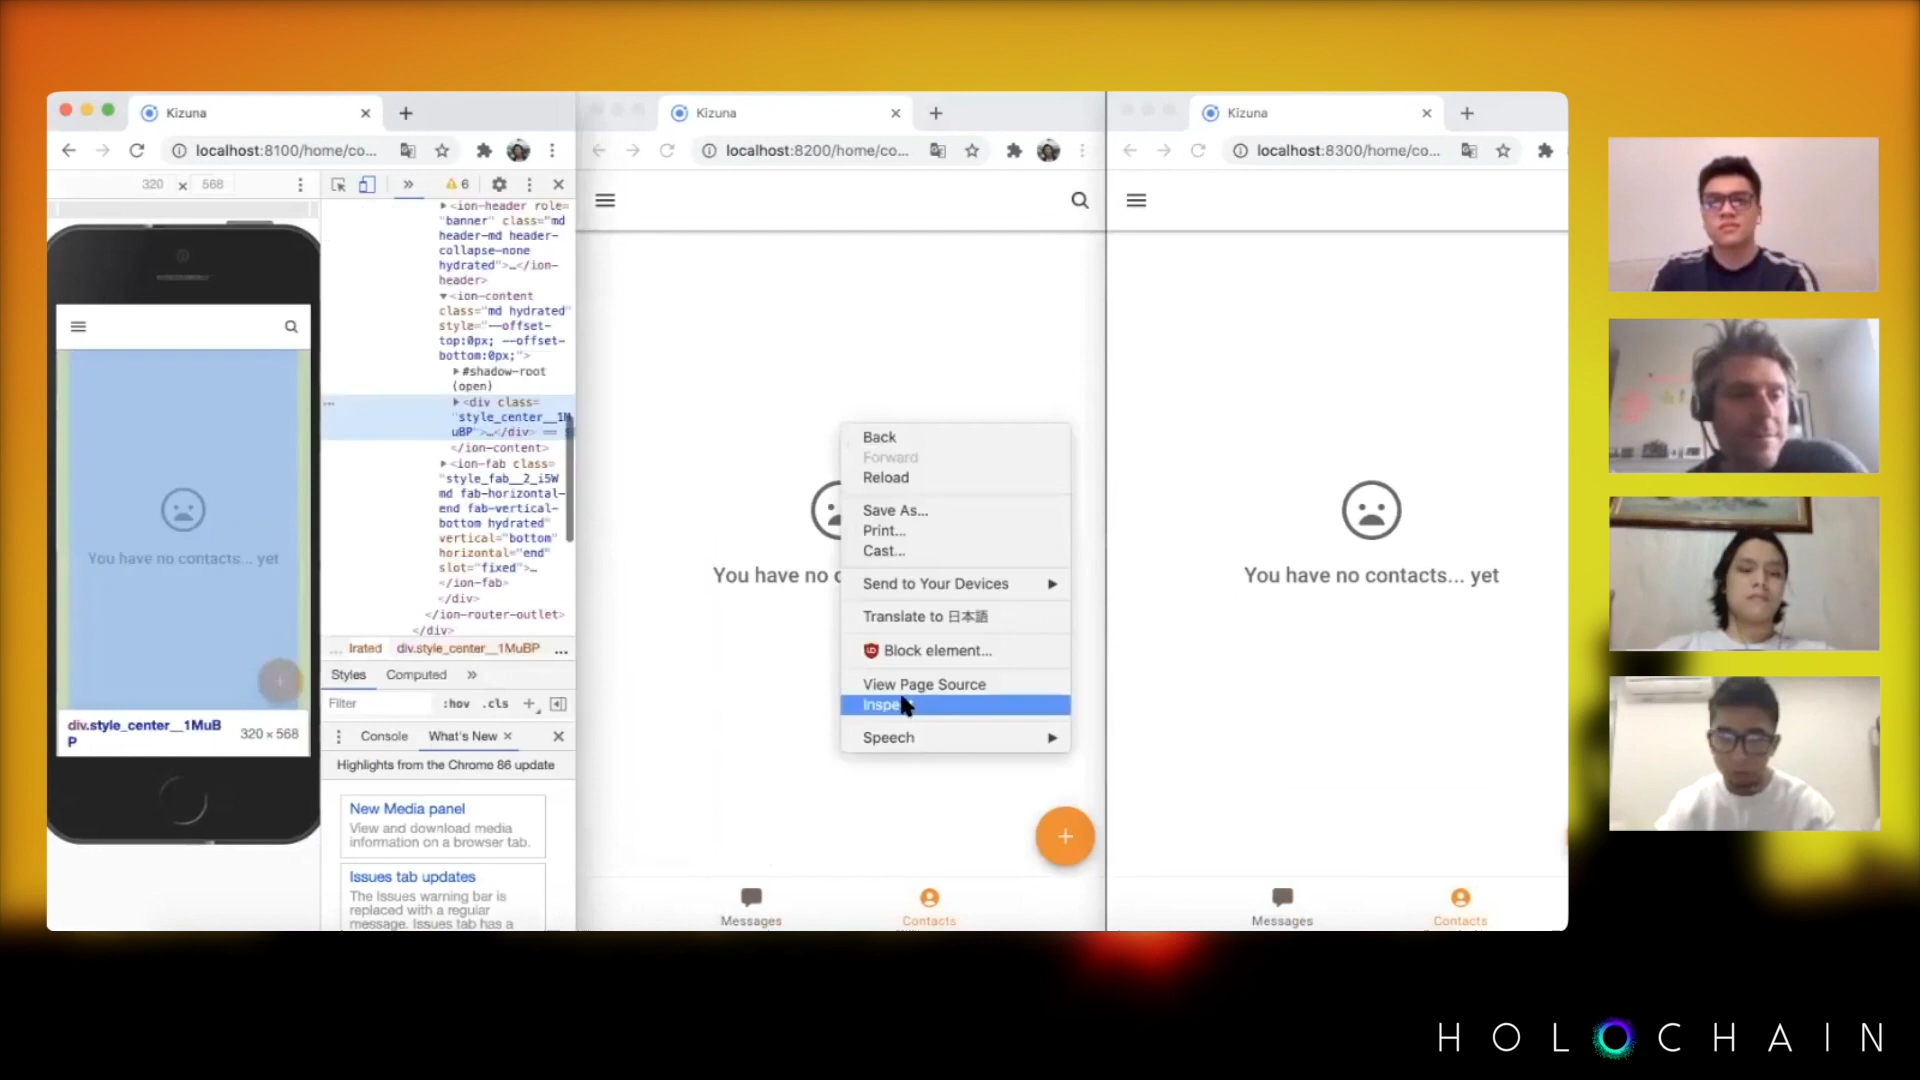 Kizuna
localhost:8100/home/co...
320 × 568
6
<ion-header role=
"banner" class="md
header-md header-
collapse-none
hydrated">…</ion-
header>
<ion-content
class="md hydrated"
style="--offset-
top:0px; --offset-
bottom:0px;">
#shadow-root
(open)
<div class=
"style_center__1M
uBP">…</div> ==
</ion-content>
<ion-fab class=
"style_fab__2_i5W
md fab-horizontal-
end fab-vertical-
bottom hydrated"
vertical="bottom"
horizontal="end"
slot="fixed">…
</ion-fab>
</div>
</ion-router-outlet>
</div>
... lrated div.style_center__1MuBP ...
Styles Computed
Filter :hov .cls
Console What's New
Highlights from the Chrome 86 update
New Media panel
View and download media
information on a browser tab.
Issues tab updates
The Issues warning bar is
replaced with a regular
message. Issues tab has a
You have no contacts... yet
div.style_center__1MuB
P
320 × 568
Kizuna
localhost:8200/home/co...
You have no c
Back
Forward
Reload
Save As...
Print...
Cast...
Send to Your Devices
Translate to 日本語
Block element...
View Page Source
Inspe
Speech
Messages
Contacts
Kizuna
localhost:8300/home/co...
You have no contacts... yet
Messages
Contacts
HOLOCHAIN